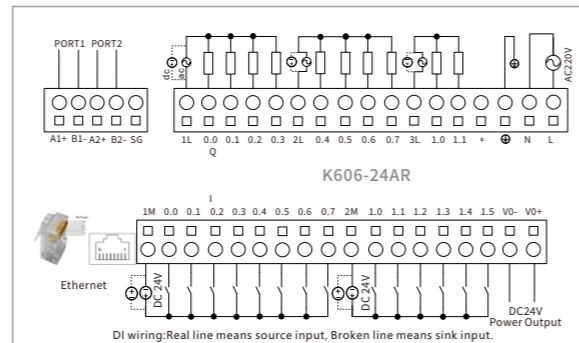 PORT1 PORT2
dc
ac
AC220V
A1+ B1- A2+ B2- SG
1L 0.0 0.1 0.2 0.3 2L 0.4 0.5 0.6 0.7 3L 1.0 1.1 * N L
Q
K606-24AR
I
1M 0.0 0.1 0.2 0.3 0.4 0.5 0.6 0.7 2M 1.0 1.1 1.2 1.3 1.4 1.5 V0- V0+
Ethernet
DC 24V
DC 24V
DC24V
Power Output
DI wiring:Real line means source input, Broken line means sink input.